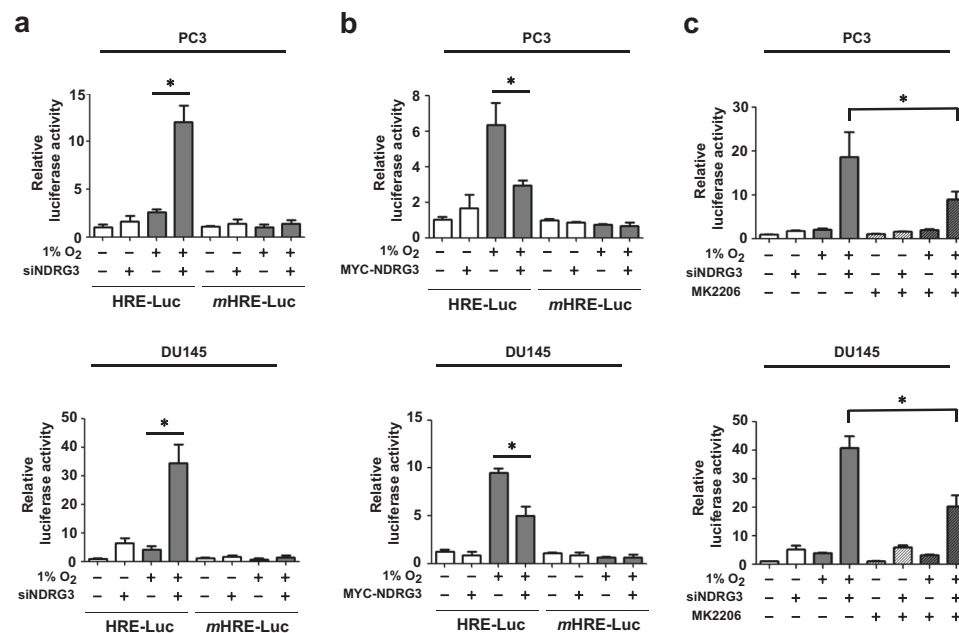 a
PC3
Relative
luciferase activity
15
10
5
0
1% O2 – – + + – – + +
siNDRG3 – + – + – + – +
HRE-Luc mHRE-Luc
*
DU145
Relative
luciferase activity
50
40
30
20
10
0
1% O2 – – + + – – + +
siNDRG3 – + – + – + – +
HRE-Luc mHRE-Luc
*
b
PC3
Relative
luciferase activity
8
6
4
2
0
1% O2 – – + + – – + +
MYC-NDRG3 – + – + – + – +
HRE-Luc mHRE-Luc
*
DU145
Relative
luciferase activity
15
10
5
0
1% O2 – – + + – – + +
MYC-NDRG3 – + – + – + – +
HRE-Luc mHRE-Luc
*
c
PC3
Relative
luciferase activity
30
20
10
0
1% O2 – – + + – – + +
siNDRG3 – + – + – + – +
MK2206 – – – – + + + +
*
DU145
Relative
luciferase activity
50
40
30
20
10
0
1% O2 – – + + – – + +
siNDRG3 – + – + – + – +
MK2206 – – – – + + + +
*